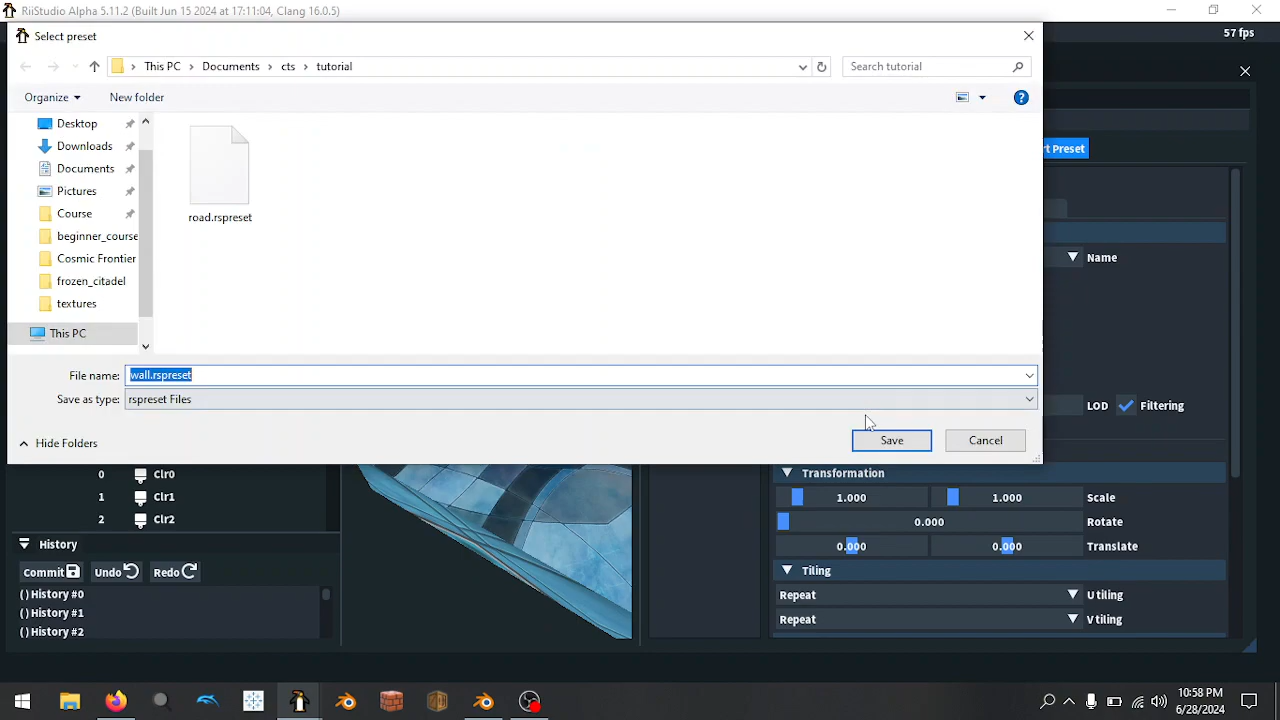 RiiStudio Alpha 5.11.2 (Built Jun 15 2024 at 17:11:04, Clang 16.0.5)
57 fps
Select preset
This PC > Documents > cts > tutorial
Search tutorial
Organize
New folder
Desktop
Downloads
Documents
Pictures
Course
beginner_course
Cosmic Frontier
frozen_citadel
textures
This PC
road.rspreset
File name: wall.rspreset
Save as type: rspreset Files
Hide Folders
Save
Cancel
rt Preset
Name
LOD
Filtering
0 Clr0
1 Clr1
2 Clr2
History
Commit
Undo
Redo
() History #0
() History #1
() History #2
Transformation
1.000 1.000 Scale
0.000 Rotate
0.000 0.000 Translate
Tiling
Repeat U tiling
Repeat V tiling
10:58 PM
6/28/2024